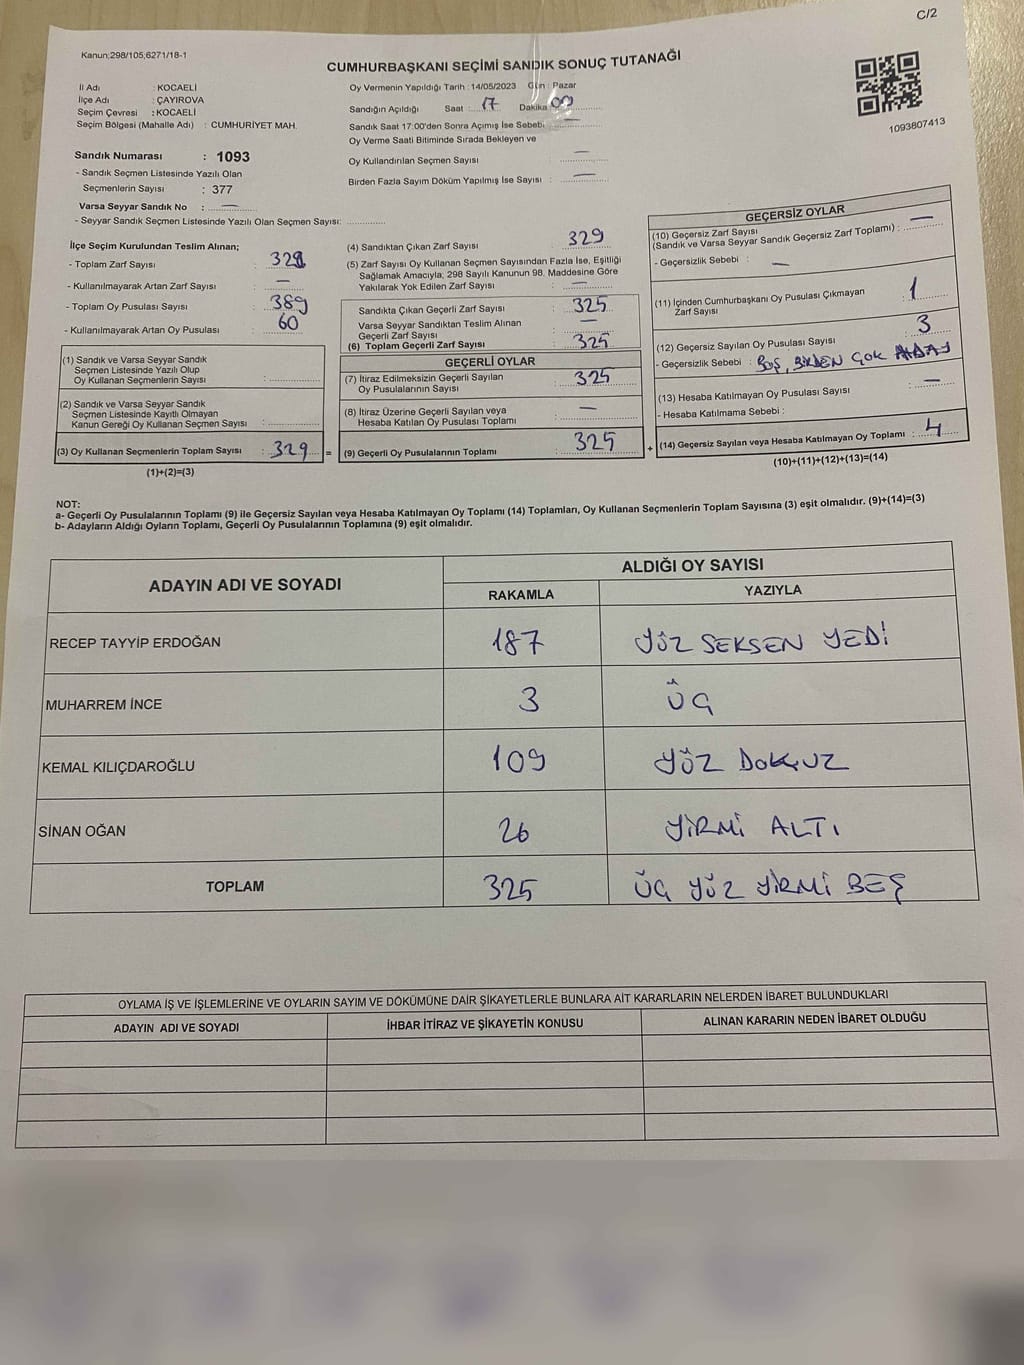 C/2
Kanun:298/105;6271/18-1
CUMHURBAŞKANI SEÇİMİ SANDIK SONUÇ TUTANAĞI
İl Adı : KOCAELİ
İlçe Adı : ÇAYIROVA
Seçim Çevresi : KOCAELİ
Seçim Bölgesi (Mahalle Adı) : CUMHURİYET MAH.
Sandık Numarası : 1093
- Sandık Seçmen Listesinde Yazılı Olan
Seçmenlerin Sayısı : 377
Varsa Seyyar Sandık No : —
- Seyyar Sandık Seçmen Listesinde Yazılı Olan Seçmen Sayısı:
Oy Vermenin Yapıldığı Tarih : 14/05/2023 Gün : Pazar
Sandığın Açıldığı Saat : 17 Dakika 00
Sandık Saat 17:00'den Sonra Açımış İse Sebebi : —
Oy Verme Saati Bitiminde Sırada Bekleyen ve
Oy Kullandırılan Seçmen Sayısı : —
Birden Fazla Sayım Döküm Yapılmış İse Sayısı : —
1093807413
İlçe Seçim Kurulundan Teslim Alınan;
- Toplam Zarf Sayısı : 329
- Kullanılmayarak Artan Zarf Sayısı : —
- Toplam Oy Pusulası Sayısı : 389
- Kullanılmayarak Artan Oy Pusulası : 60
(1) Sandık ve Varsa Seyyar Sandık
Seçmen Listesinde Yazılı Olup
Oy Kullanan Seçmenlerin Sayısı :
(2) Sandık ve Varsa Seyyar Sandık
Seçmen Listesinde Kayıtlı Olmayan
Kanun Gereği Oy Kullanan Seçmen Sayısı :
(3) Oy Kullanan Seçmenlerin Toplam Sayısı : 329 =
(1)+(2)=(3)
(4) Sandıktan Çıkan Zarf Sayısı : 329
(5) Zarf Sayısı Oy Kullanan Seçmen Sayısından Fazla İse, Eşitliği
Sağlamak Amacıyla; 298 Sayılı Kanunun 98. Maddesine Göre
Yakılarak Yok Edilen Zarf Sayısı : —
Sandıkta Çıkan Geçerli Zarf Sayısı : 325
Varsa Seyyar Sandıktan Teslim Alınan
Geçerli Zarf Sayısı : —
(6) Toplam Geçerli Zarf Sayısı : 325
GEÇERLİ OYLAR
(7) İtiraz Edilmeksizin Geçerli Sayılan
Oy Pusulalarının Sayısı : 325
(8) İtiraz Üzerine Geçerli Sayılan veya
Hesaba Katılan Oy Pusulası Toplamı : —
(9) Geçerli Oy Pusulalarının Toplamı : 325 +
GEÇERSİZ OYLAR
(10) Geçersiz Zarf Sayısı
(Sandık ve Varsa Seyyar Sandık Geçersiz Zarf Toplamı) : —
- Geçersizlik Sebebi : —
(11) İçinden Cumhurbaşkanı Oy Pusulası Çıkmayan
Zarf Sayısı : 1
(12) Geçersiz Sayılan Oy Pusulası Sayısı : 3
- Geçersizlik Sebebi : BOŞ, BİRDEN ÇOK ADAY
(13) Hesaba Katılmayan Oy Pusulası Sayısı : —
- Hesaba Katılmama Sebebi :
(14) Geçersiz Sayılan veya Hesaba Katılmayan Oy Toplamı : 4
(10)+(11)+(12)+(13)=(14)
NOT:
a- Geçerli Oy Pusulalarının Toplamı (9) ile Geçersiz Sayılan veya Hesaba Katılmayan Oy Toplamı (14) Toplamları, Oy Kullanan Seçmenlerin Toplam Sayısına (3) eşit olmalıdır. (9)+(14)=(3)
b- Adayların Aldığı Oyların Toplamı, Geçerli Oy Pusulalarının Toplamına (9) eşit olmalıdır.
ADAYIN ADI VE SOYADI ALDIĞI OY SAYISI
RAKAMLA YAZIYLA
RECEP TAYYİP ERDOĞAN 187 YÜZ SEKSEN YEDİ
MUHARREM İNCE 3 ÜÇ
KEMAL KILIÇDAROĞLU 109 YÜZ DOKUZ
SİNAN OĞAN 26 YİRMİ ALTI
TOPLAM 325 ÜÇ YÜZ YİRMİ BEŞ
OYLAMA İŞ VE İŞLEMLERİNE VE OYLARIN SAYIM VE DÖKÜMÜNE DAİR ŞİKAYETLERLE BUNLARA AİT KARARLARIN NELERDEN İBARET BULUNDUKLARI
ADAYIN ADI VE SOYADI İHBAR İTİRAZ VE ŞİKAYETİN KONUSU ALINAN KARARIN NEDEN İBARET OLDUĞU